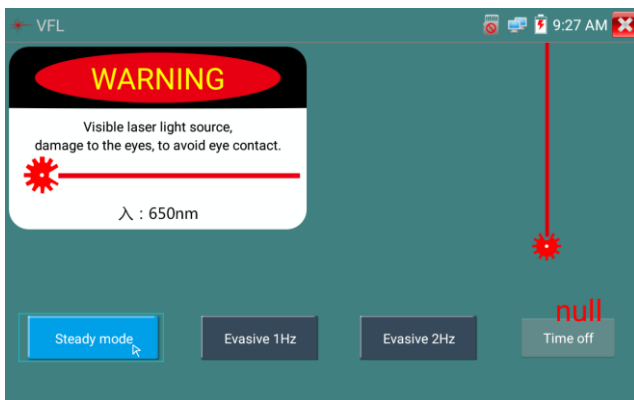 VFL
9:27 AM
WARNING
Visible laser light source,
damage to the eyes, to avoid eye contact.
入：650nm
null
Steady mode
Evasive 1Hz
Evasive 2Hz
Time off